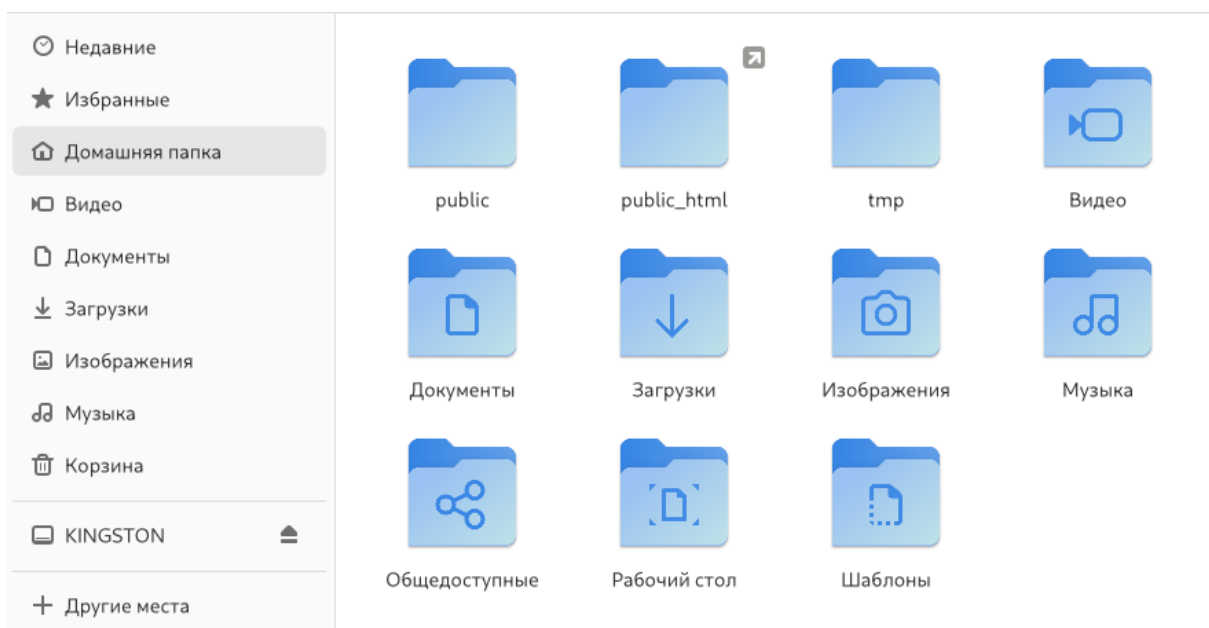 Недавние
Избранные
Домашняя папка
Видео
Документы
Загрузки
Изображения
Музыка
Корзина
KINGSTON
Другие места
public
public_html
tmp
Видео
Документы
Загрузки
Изображения
Музыка
Общедоступные
Рабочий стол
Шаблоны